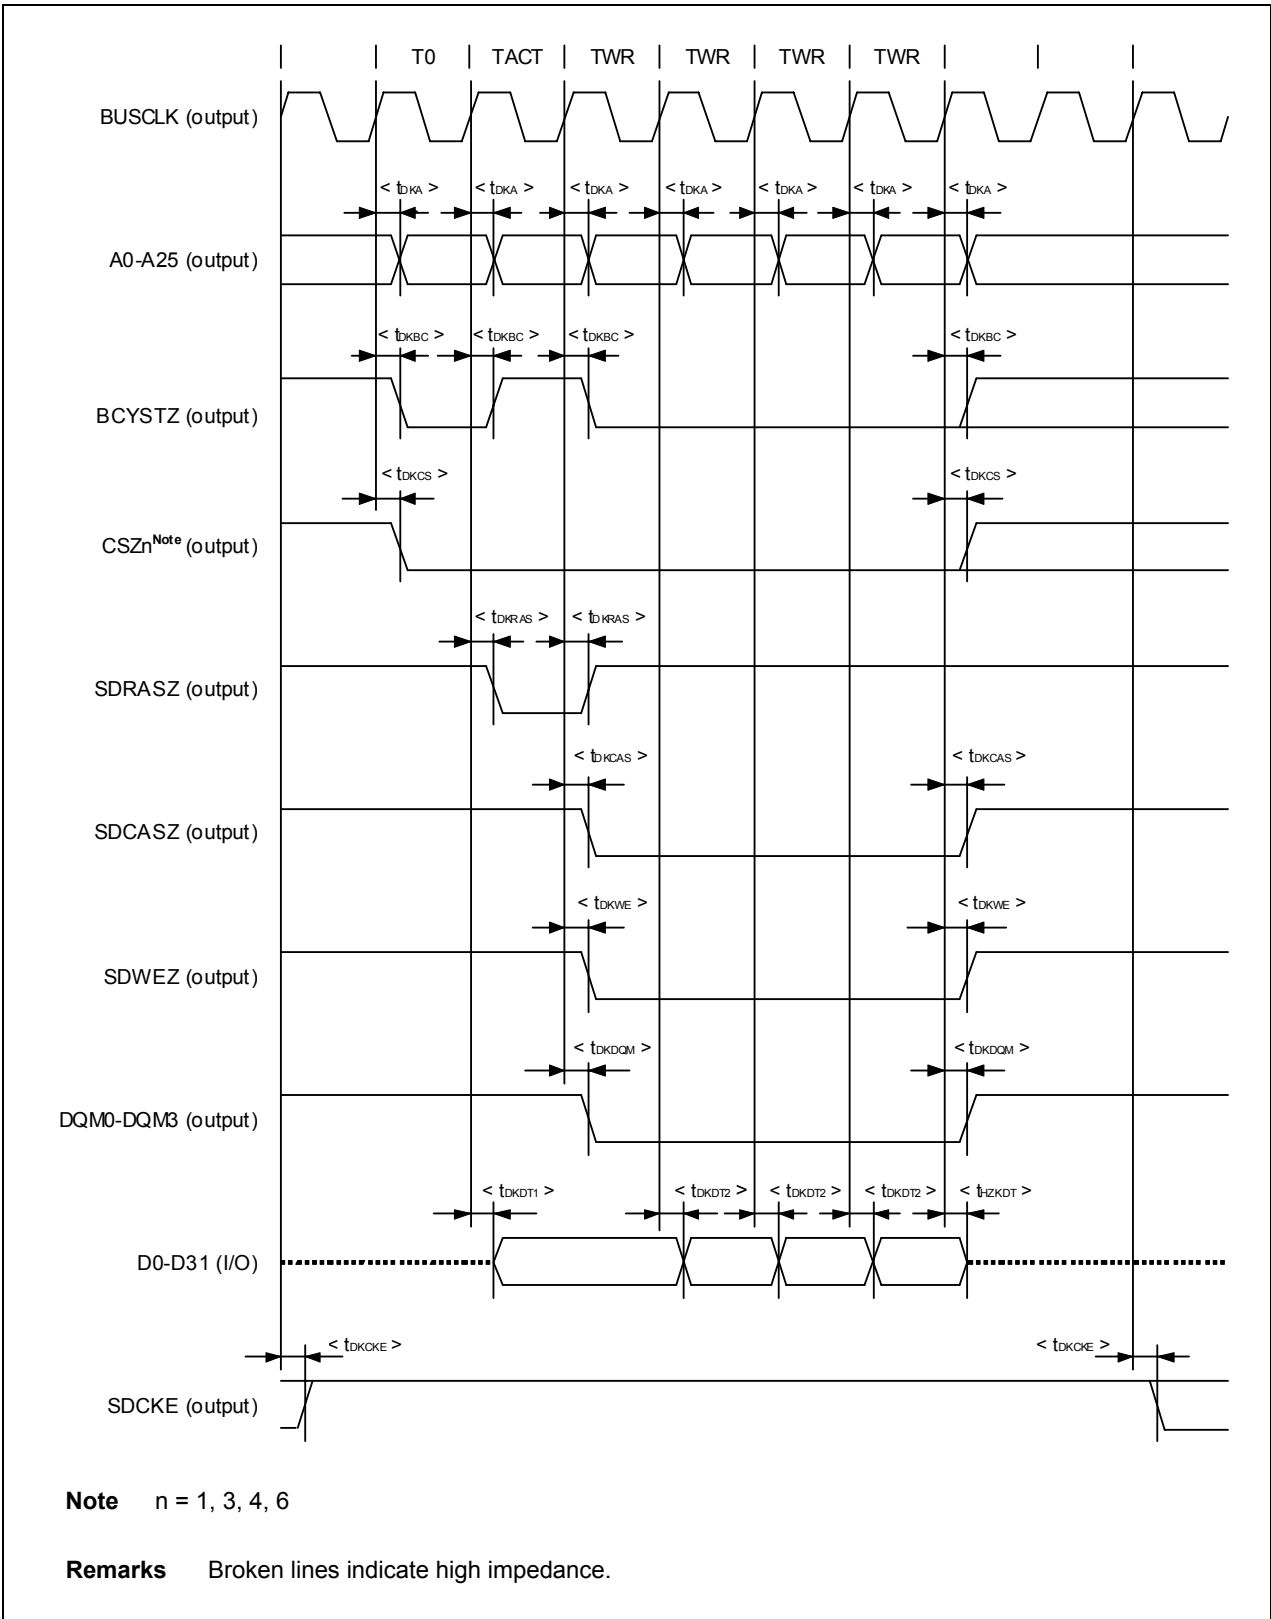 T0 TACT TWR TWR TWR TWR
BUSCLK (output)
< tDKA > < tDKA > < tDKA > < tDKA > < tDKA > < tDKA > < tDKA >
A0-A25 (output)
< tDKBC > < tDKBC > < tDKBC > < tDKBC >
BCYSTZ (output)
< tDKCS > < tDKCS >
CSZnNote (output)
< tDKRAS > < tDKRAS >
SDRASZ (output)
< tDKCAS > < tDKCAS >
SDCASZ (output)
< tDKWE > < tDKWE >
SDWEZ (output)
< tDKDQM > < tDKDQM >
DQM0-DQM3 (output)
< tDKDT1 > < tDKDT2 > < tDKDT2 > < tDKDT2 > < tHZKDT >
D0-D31 (I/O)
< tDKCKE > < tDKCKE >
SDCKE (output)
Note n = 1, 3, 4, 6
Remarks Broken lines indicate high impedance.